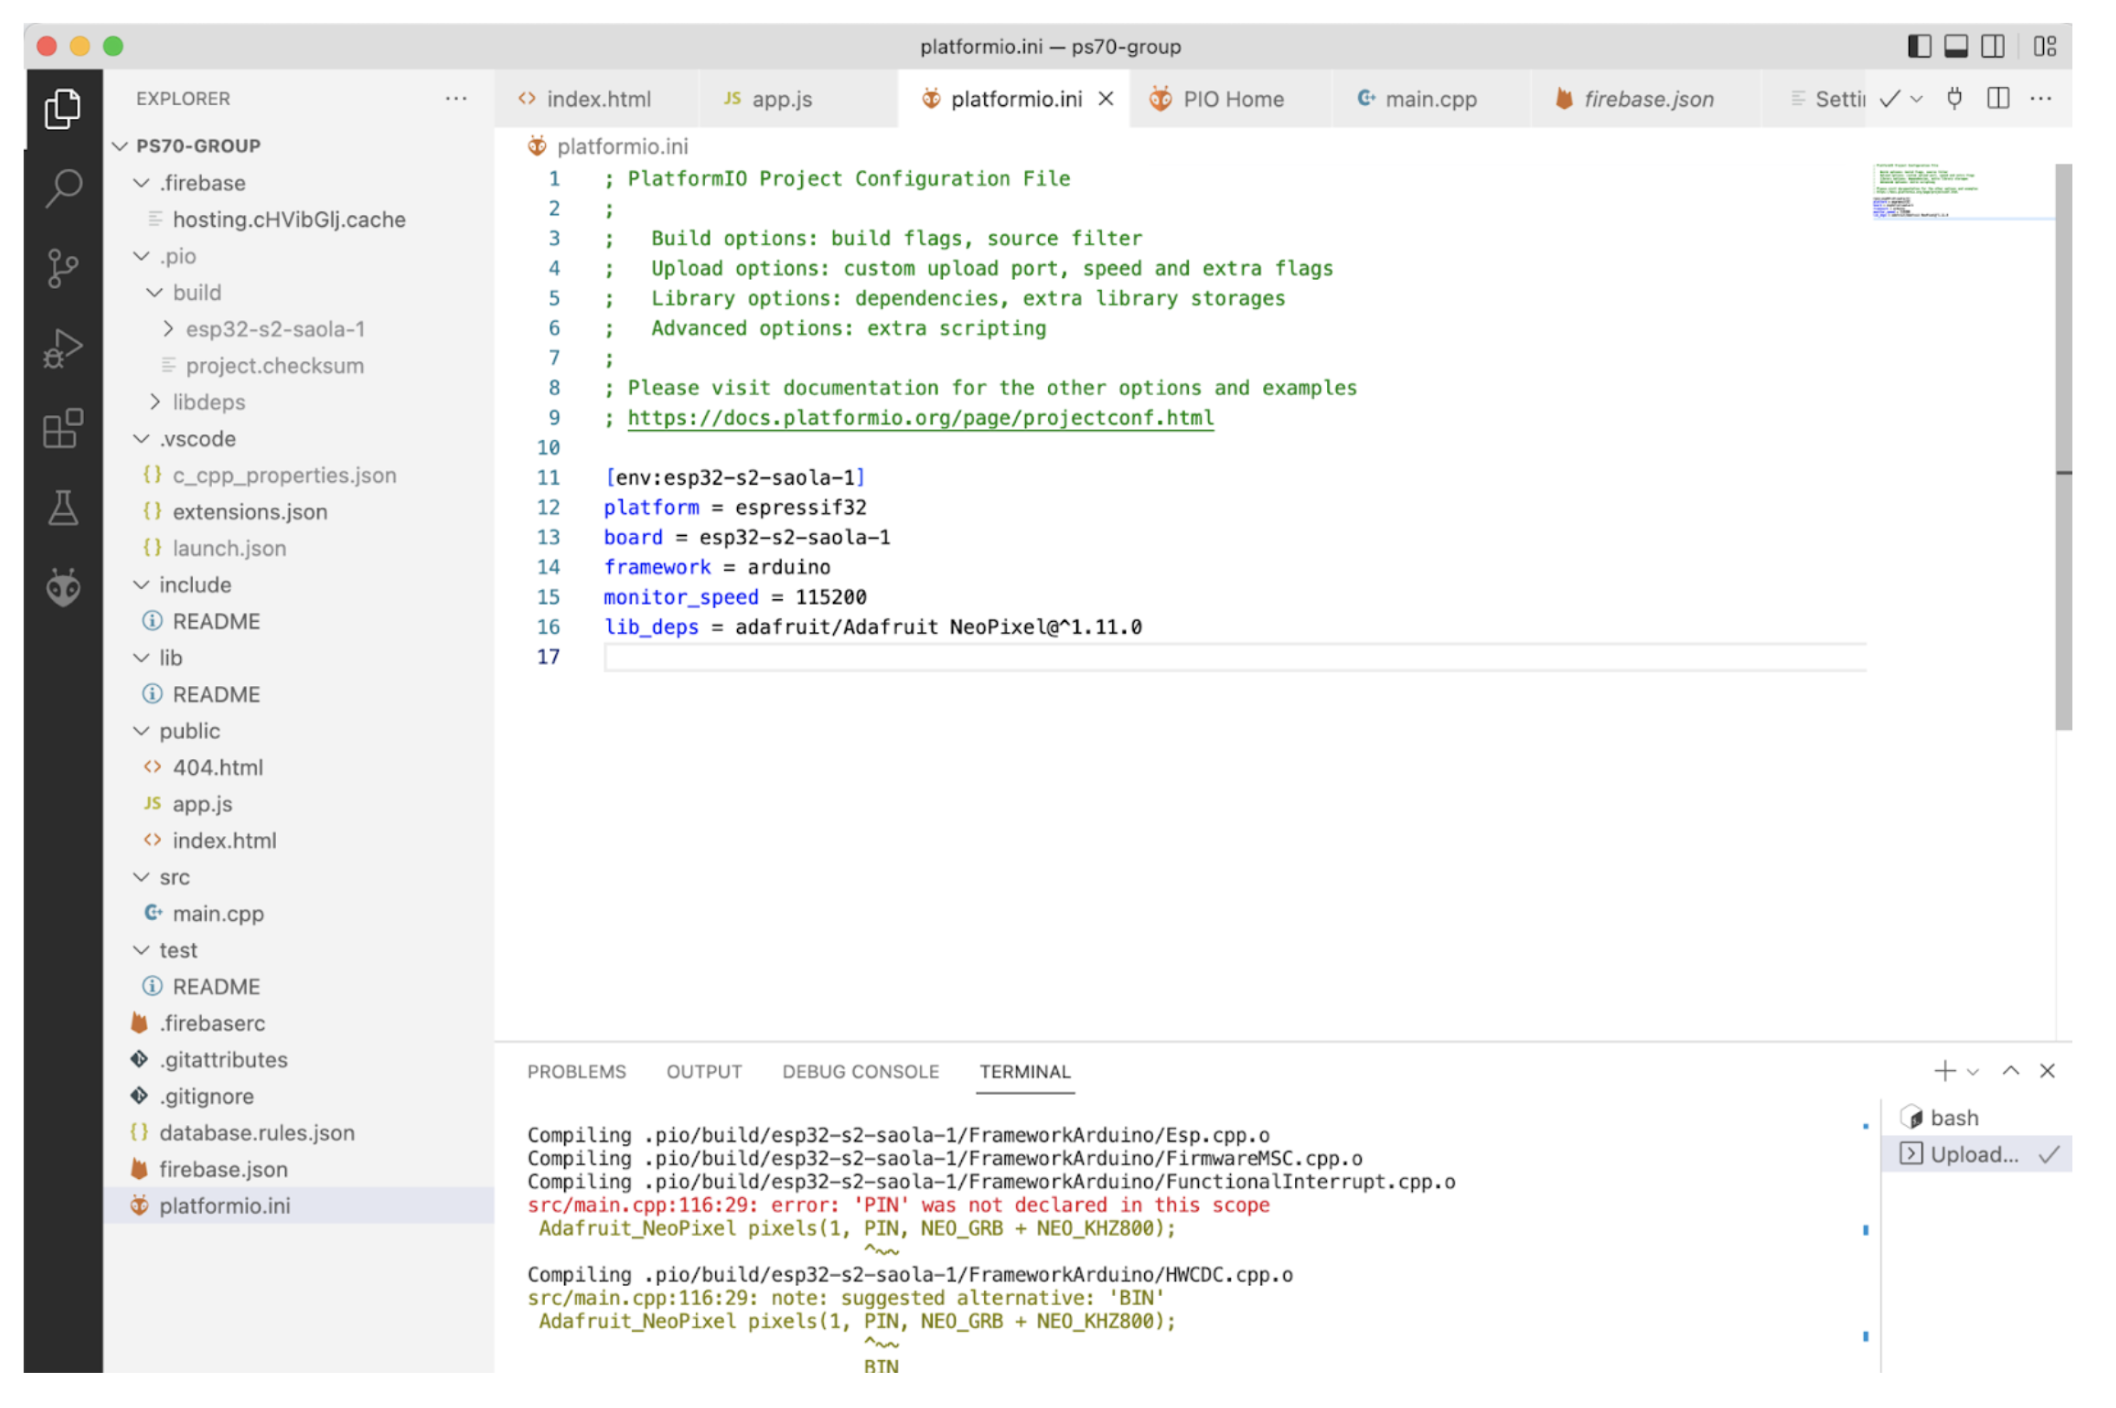 platformio.ini — ps70-group
EXPLORER
PS70-GROUP
.firebase
hosting.cHVibGlj.cache
.pio
build
esp32-s2-saola-1
project.checksum
libdeps
.vscode
c_cpp_properties.json
extensions.json
launch.json
include
README
lib
README
public
404.html
JS app.js
index.html
src
main.cpp
test
README
.firebaserc
.gitattributes
.gitignore
database.rules.json
firebase.json
platformio.ini
index.html JS app.js platformio.ini PIO Home main.cpp firebase.json Settin
platformio.ini
1 ; PlatformIO Project Configuration File
2 ;
3 ;   Build options: build flags, source filter
4 ;   Upload options: custom upload port, speed and extra flags
5 ;   Library options: dependencies, extra library storages
6 ;   Advanced options: extra scripting
7 ;
8 ; Please visit documentation for the other options and examples
9 ; https://docs.platformio.org/page/projectconf.html
10
11 [env:esp32-s2-saola-1]
12 platform = espressif32
13 board = esp32-s2-saola-1
14 framework = arduino
15 monitor_speed = 115200
16 lib_deps = adafruit/Adafruit NeoPixel@^1.11.0
17
PROBLEMS OUTPUT DEBUG CONSOLE TERMINAL
Compiling .pio/build/esp32-s2-saola-1/FrameworkArduino/Esp.cpp.o
Compiling .pio/build/esp32-s2-saola-1/FrameworkArduino/FirmwareMSC.cpp.o
Compiling .pio/build/esp32-s2-saola-1/FrameworkArduino/FunctionalInterrupt.cpp.o
src/main.cpp:116:29: error: 'PIN' was not declared in this scope
Adafruit_NeoPixel pixels(1, PIN, NEO_GRB + NEO_KHZ800);
^~~
Compiling .pio/build/esp32-s2-saola-1/FrameworkArduino/HWCDC.cpp.o
src/main.cpp:116:29: note: suggested alternative: 'BIN'
Adafruit_NeoPixel pixels(1, PIN, NEO_GRB + NEO_KHZ800);
^~~
BIN
bash
Upload...